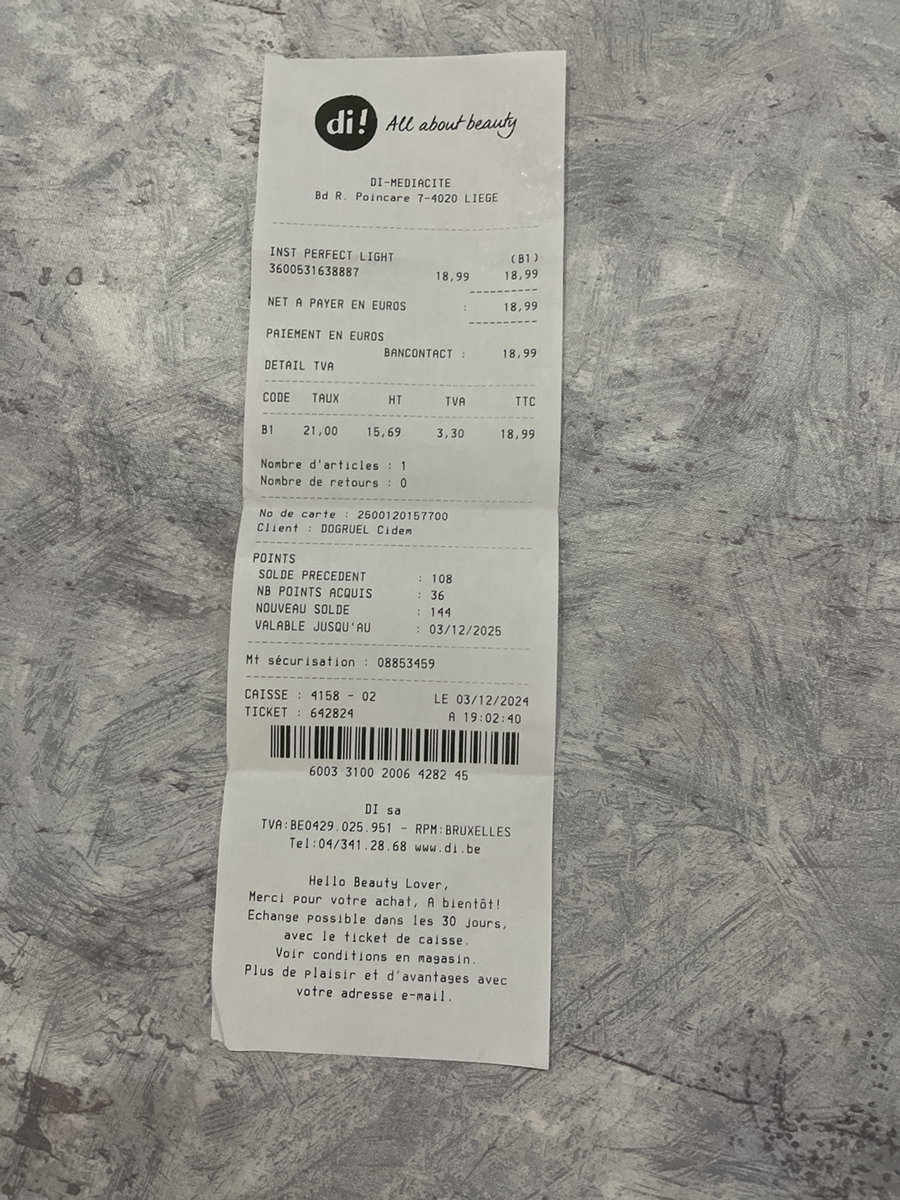 di! All about beauty
DI-MEDIACITE
Bd R. Poincare 7-4020 LIEGE
INST PERFECT LIGHT (B1)
3600531638887 18,99 18,99
NET A PAYER EN EUROS : 18,99
PAIEMENT EN EUROS
BANCONTACT : 18,99
DETAIL TVA
CODE TAUX HT TVA TTC
B1 21,00 15,69 3,30 18,99
Nombre d'articles : 1
Nombre de retours : 0
No de carte : 2500120157700
Client : DOGRUEL Cidem
POINTS
SOLDE PRECEDENT : 108
NB POINTS ACQUIS : 36
NOUVEAU SOLDE : 144
VALABLE JUSQU'AU : 03/12/2025
Mt sécurisation : 08853459
CAISSE : 4158 - 02 LE 03/12/2024
TICKET : 642824 A 19:02:40
6003 3100 2006 4282 45
DI sa
TVA:BE0429.025.951 - RPM:BRUXELLES
Tel:04/341.28.68 www.di.be
Hello Beauty Lover,
Merci pour votre achat, A bientôt!
Echange possible dans les 30 jours,
avec le ticket de caisse.
Voir conditions en magasin.
Plus de plaisir et d'avantages avec
votre adresse e-mail.